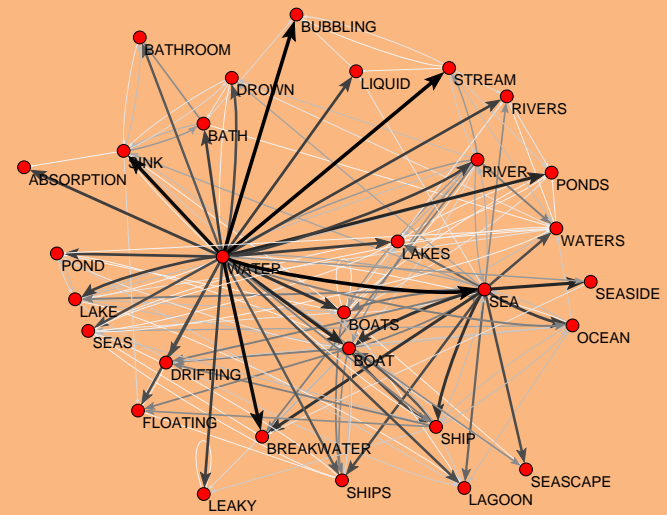 BUBBLING
BATHROOM
DROWN
LIQUID
STREAM
RIVERS
BATH
SINK
ABSORPTION
RIVER
PONDS
WATERS
LAKES
POND
WATER
SEA
SEASIDE
LAKE
BOATS
SEAS
OCEAN
BOAT
DRIFTING
FLOATING
SHIP
BREAKWATER
SEASCAPE
SHIPS
LAGOON
LEAKY